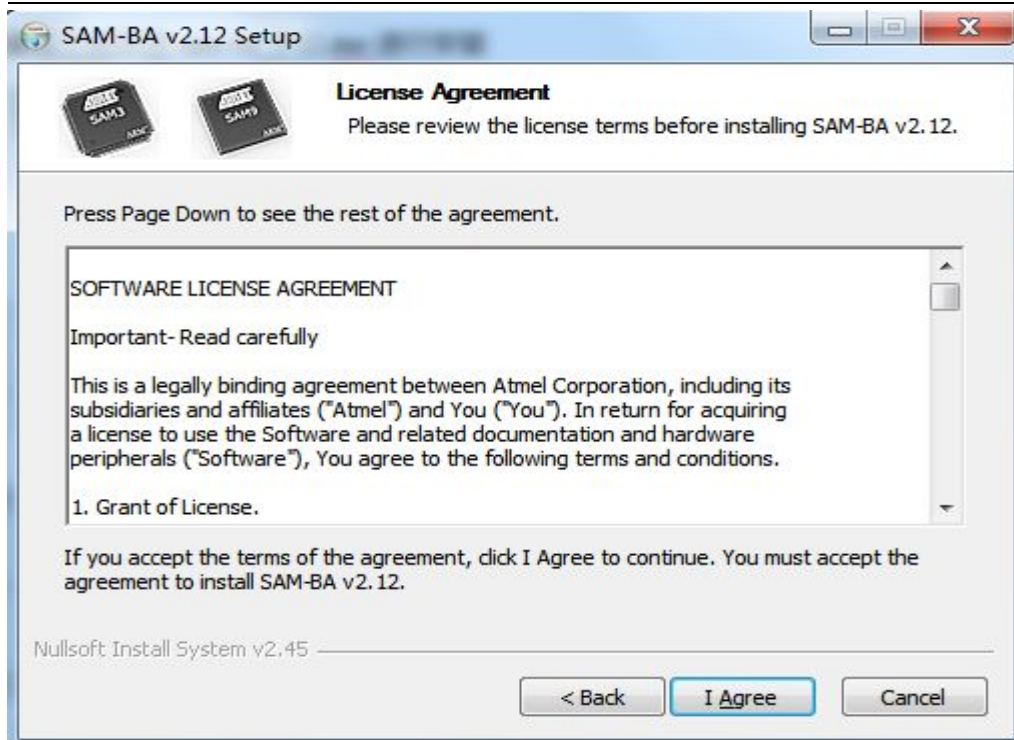 SAM-BA v2.12 Setup
SAM3
SAM9
License Agreement
Please review the license terms before installing SAM-BA v2.12.
Press Page Down to see the rest of the agreement.
SOFTWARE LICENSE AGREEMENT
Important- Read carefully
This is a legally binding agreement between Atmel Corporation, including its
subsidiaries and affiliates ("Atmel") and You ("You"). In return for acquiring
a license to use the Software and related documentation and hardware
peripherals ("Software"), You agree to the following terms and conditions.
1. Grant of License.
If you accept the terms of the agreement, click I Agree to continue. You must accept the
agreement to install SAM-BA v2.12.
Nullsoft Install System v2.45
< Back
I Agree
Cancel